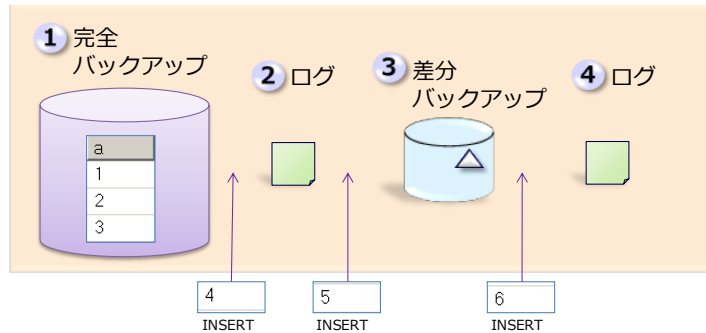 1 完全
バックアップ
2 ログ
3 差分
バックアップ
4 ログ
a
1
2
3
4
INSERT
5
INSERT
6
INSERT